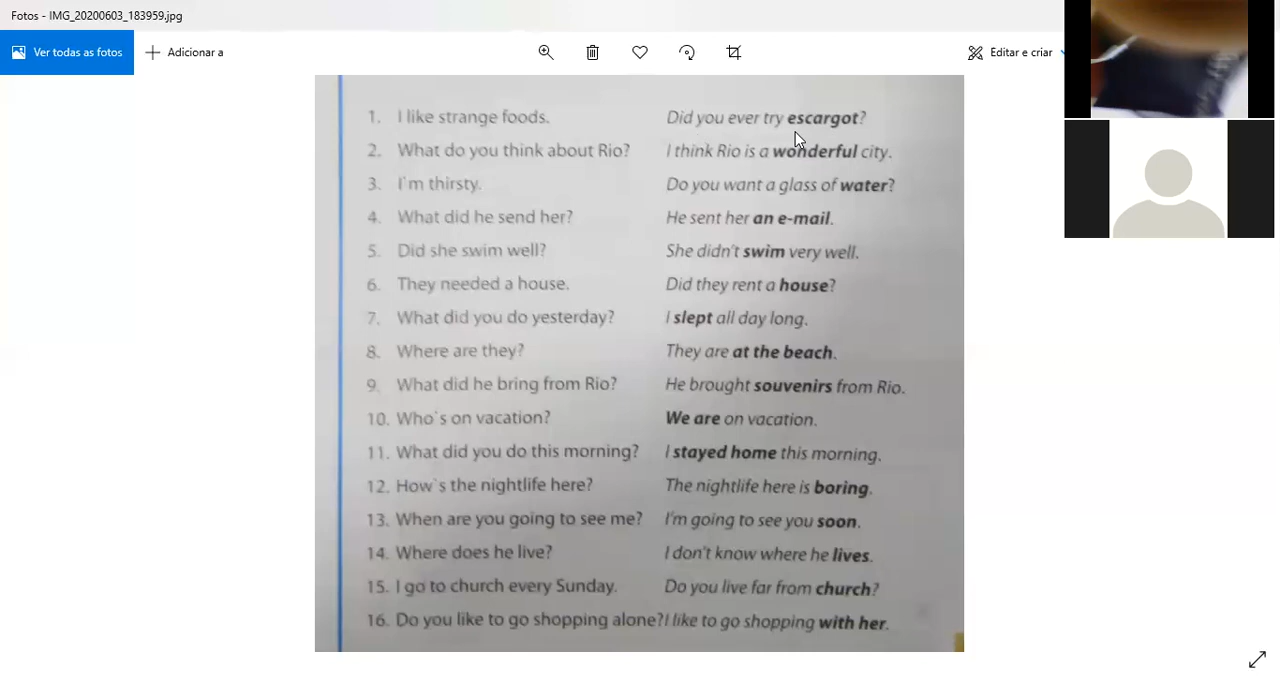 Fotos - IMG_20200603_183959.jpg
Ver todas as fotos Adicionar a Editar e criar
1. I like strange foods. Did you ever try escargot?
2. What do you think about Rio? I think Rio is a wonderful city.
3. I'm thirsty. Do you want a glass of water?
4. What did he send her? He sent her an e-mail.
5. Did she swim well? She didn't swim very well.
6. They needed a house. Did they rent a house?
7. What did you do yesterday? I slept all day long.
8. Where are they? They are at the beach.
9. What did he bring from Rio? He brought souvenirs from Rio.
10. Who`s on vacation? We are on vacation.
11. What did you do this morning? I stayed home this morning.
12. How`s the nightlife here? The nightlife here is boring.
13. When are you going to see me? I'm going to see you soon.
14. Where does he live? I don't know where he lives.
15. I go to church every Sunday. Do you live far from church?
16. Do you like to go shopping alone? I like to go shopping with her.